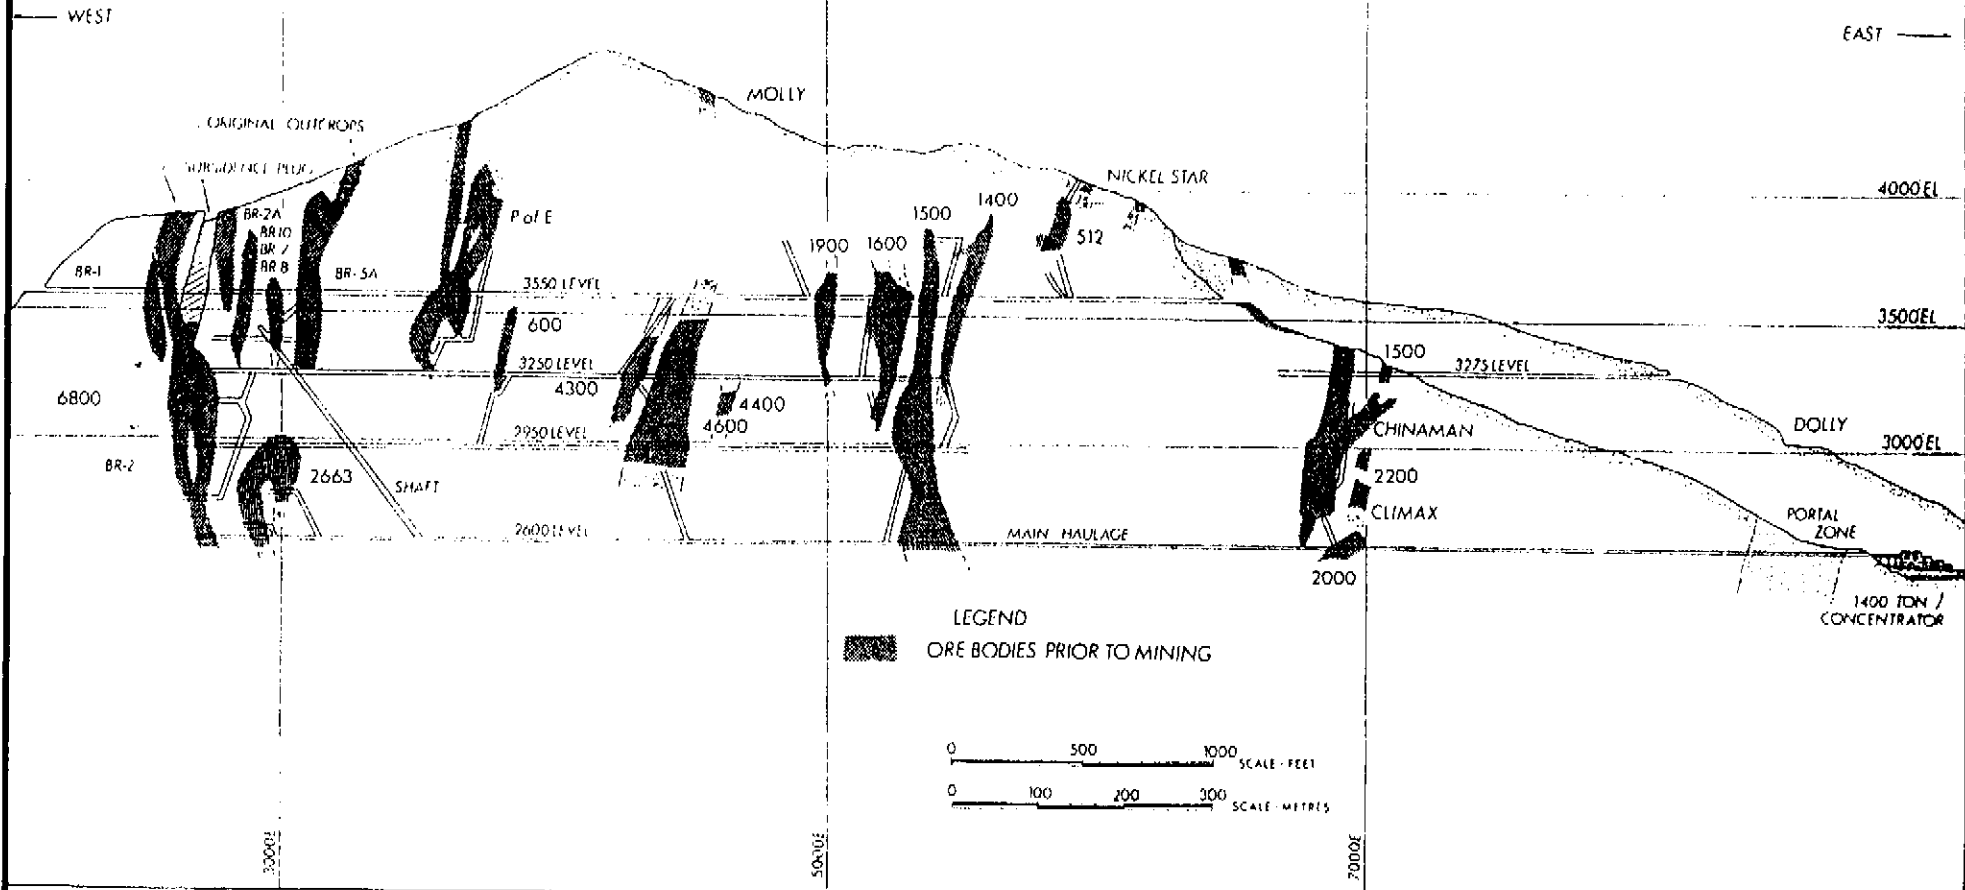 WEST
EAST
MOLLY
ORIGINAL OUTCROPS
SUBSIDENCE PLUG
NICKEL STAR
4000 EL
BR-2A
BR10
BR 7
BR 8
P of E
1500
1400
1900
1600
512
BR-1
BR-5A
3550 LEVEL
3500 EL
600
3250 LEVEL
1500
3275 LEVEL
4300
4400
6800
4600
2950 LEVEL
CHINAMAN
DOLLY
3000 EL
BR-2
2663
2200
SHAFT
CLIMAX
PORTAL
ZONE
2600 LEVEL
MAIN HAULAGE
2000
1400 TON /
CONCENTRATOR
LEGEND
ORE BODIES PRIOR TO MINING
0 500 1000 SCALE - FEET
0 100 200 300 SCALE - METRES
3000E
5000E
7000E